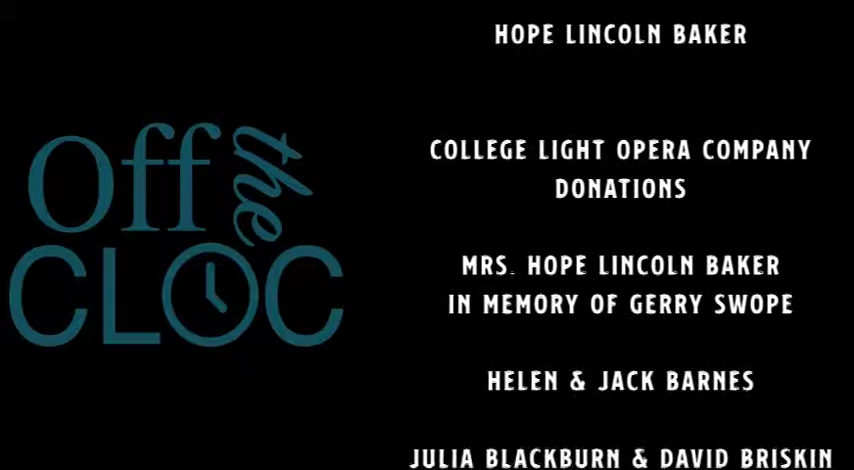 Off the
CLOC
HOPE LINCOLN BAKER
COLLEGE LIGHT OPERA COMPANY
DONATIONS
MRS. HOPE LINCOLN BAKER
IN MEMORY OF GERRY SWOPE
HELEN & JACK BARNES
JULIA BLACKBURN & DAVID BRISKIN